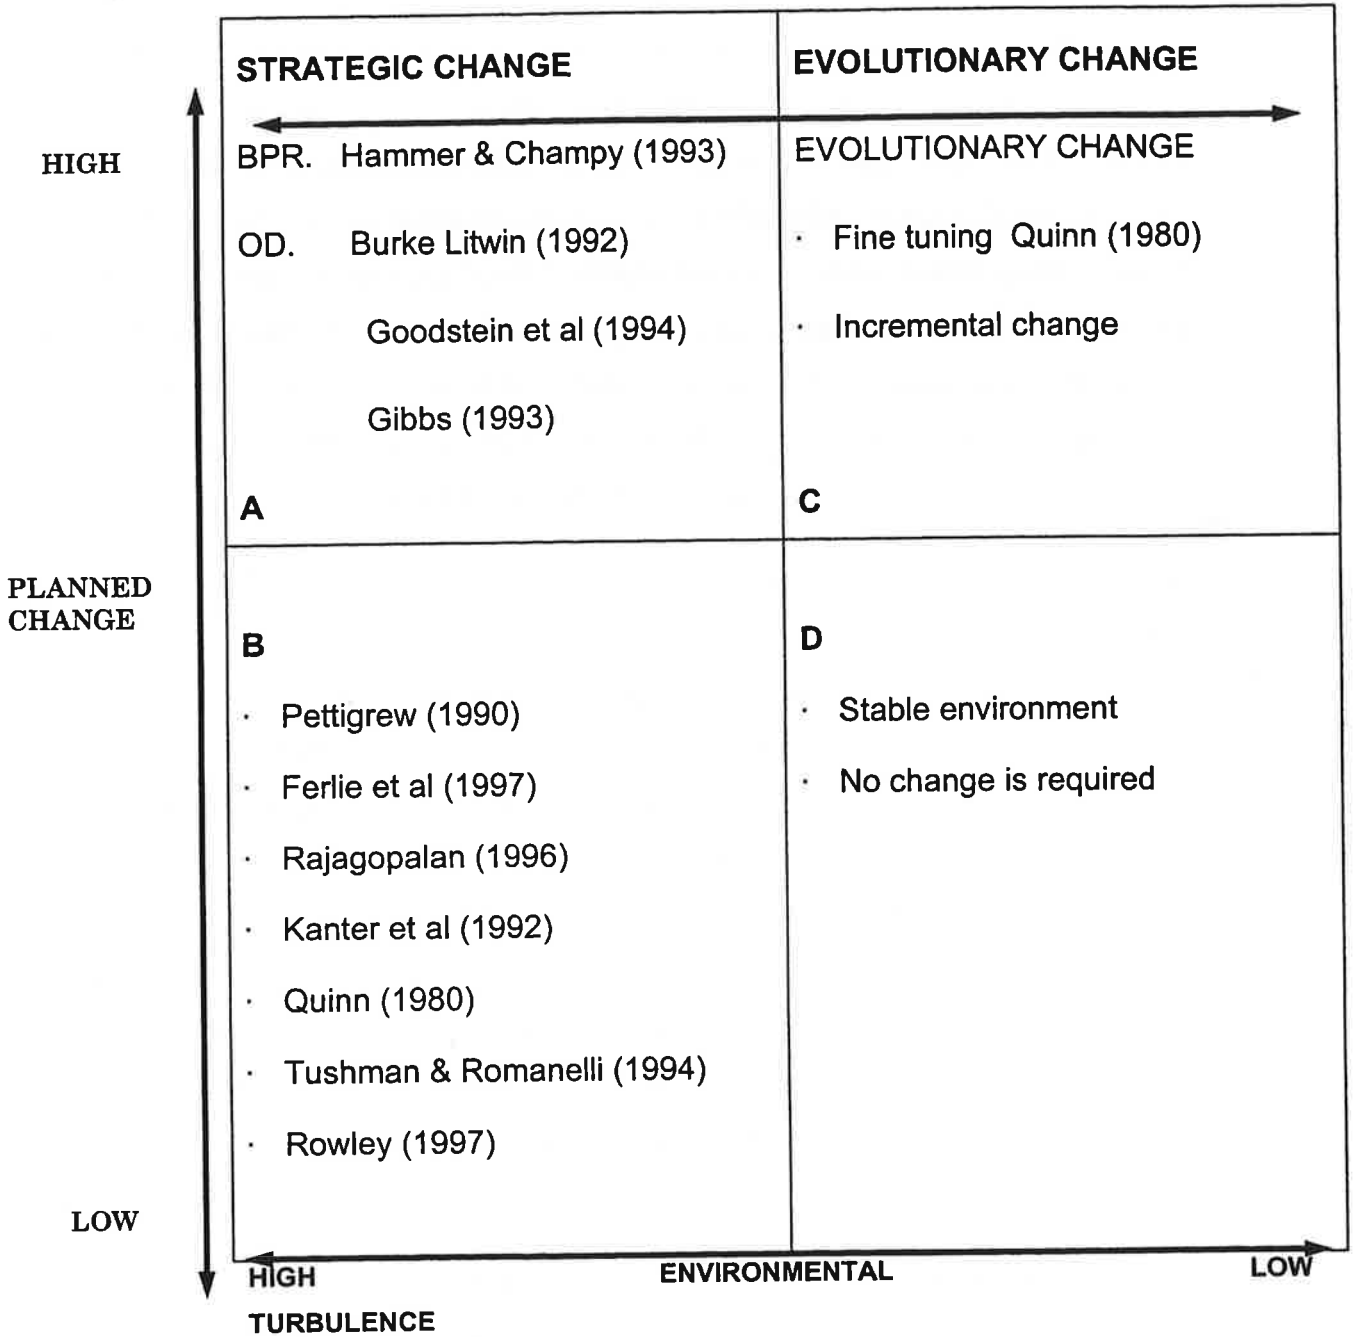 STRATEGIC CHANGE
EVOLUTIONARY CHANGE
HIGH
BPR. Hammer & Champy (1993)
EVOLUTIONARY CHANGE
OD. Burke Litwin (1992)
· Fine tuning Quinn (1980)
Goodstein et al (1994)
· Incremental change
Gibbs (1993)
A
C
PLANNED
CHANGE
B
D
· Pettigrew (1990)
· Stable environment
· Ferlie et al (1997)
· No change is required
· Rajagopalan (1996)
· Kanter et al (1992)
· Quinn (1980)
· Tushman & Romanelli (1994)
· Rowley (1997)
LOW
HIGH
ENVIRONMENTAL
LOW
TURBULENCE